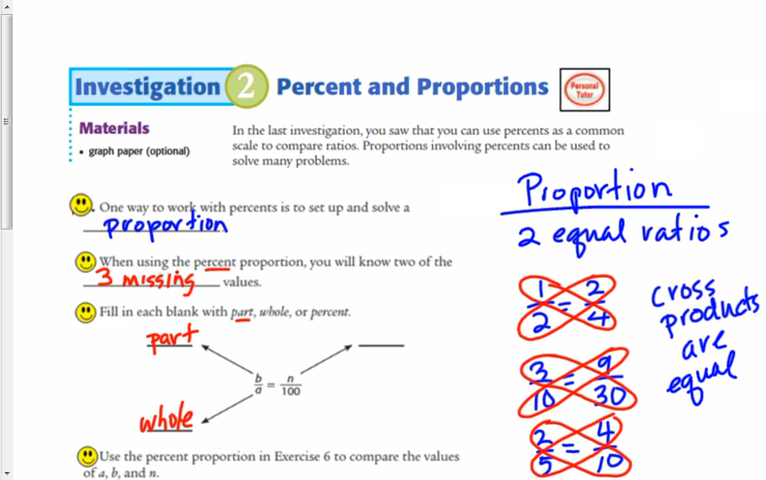 Investigation 2 Percent and Proportions
Personal
Tutor
Materials
• graph paper (optional)
In the last investigation, you saw that you can use percents as a common
scale to compare ratios. Proportions involving percents can be used to
solve many problems.
One way to work with percents is to set up and solve a
proportion
When using the percent proportion, you will know two of the
3 missing values.
Fill in each blank with part, whole, or percent.
part
b/a = n/100
whole
Use the percent proportion in Exercise 6 to compare the values
of a, b, and n.
Proportion
2 equal ratios
1/2 = 2/4
3/10 = 9/30
2/5 = 4/10
cross
products
are
equal